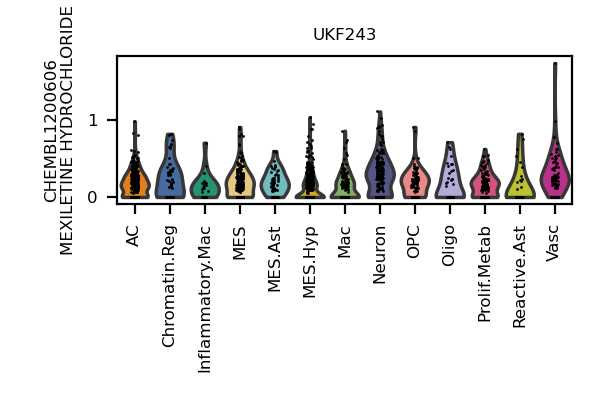 UKF243
CHEMBL1200606
MEXILETINE HYDROCHLORIDE
1
0
AC
Chromatin.Reg
Inflammatory.Mac
MES
MES.Ast
MES.Hyp
Mac
Neuron
OPC
Oligo
Prolif.Metab
Reactive.Ast
Vasc